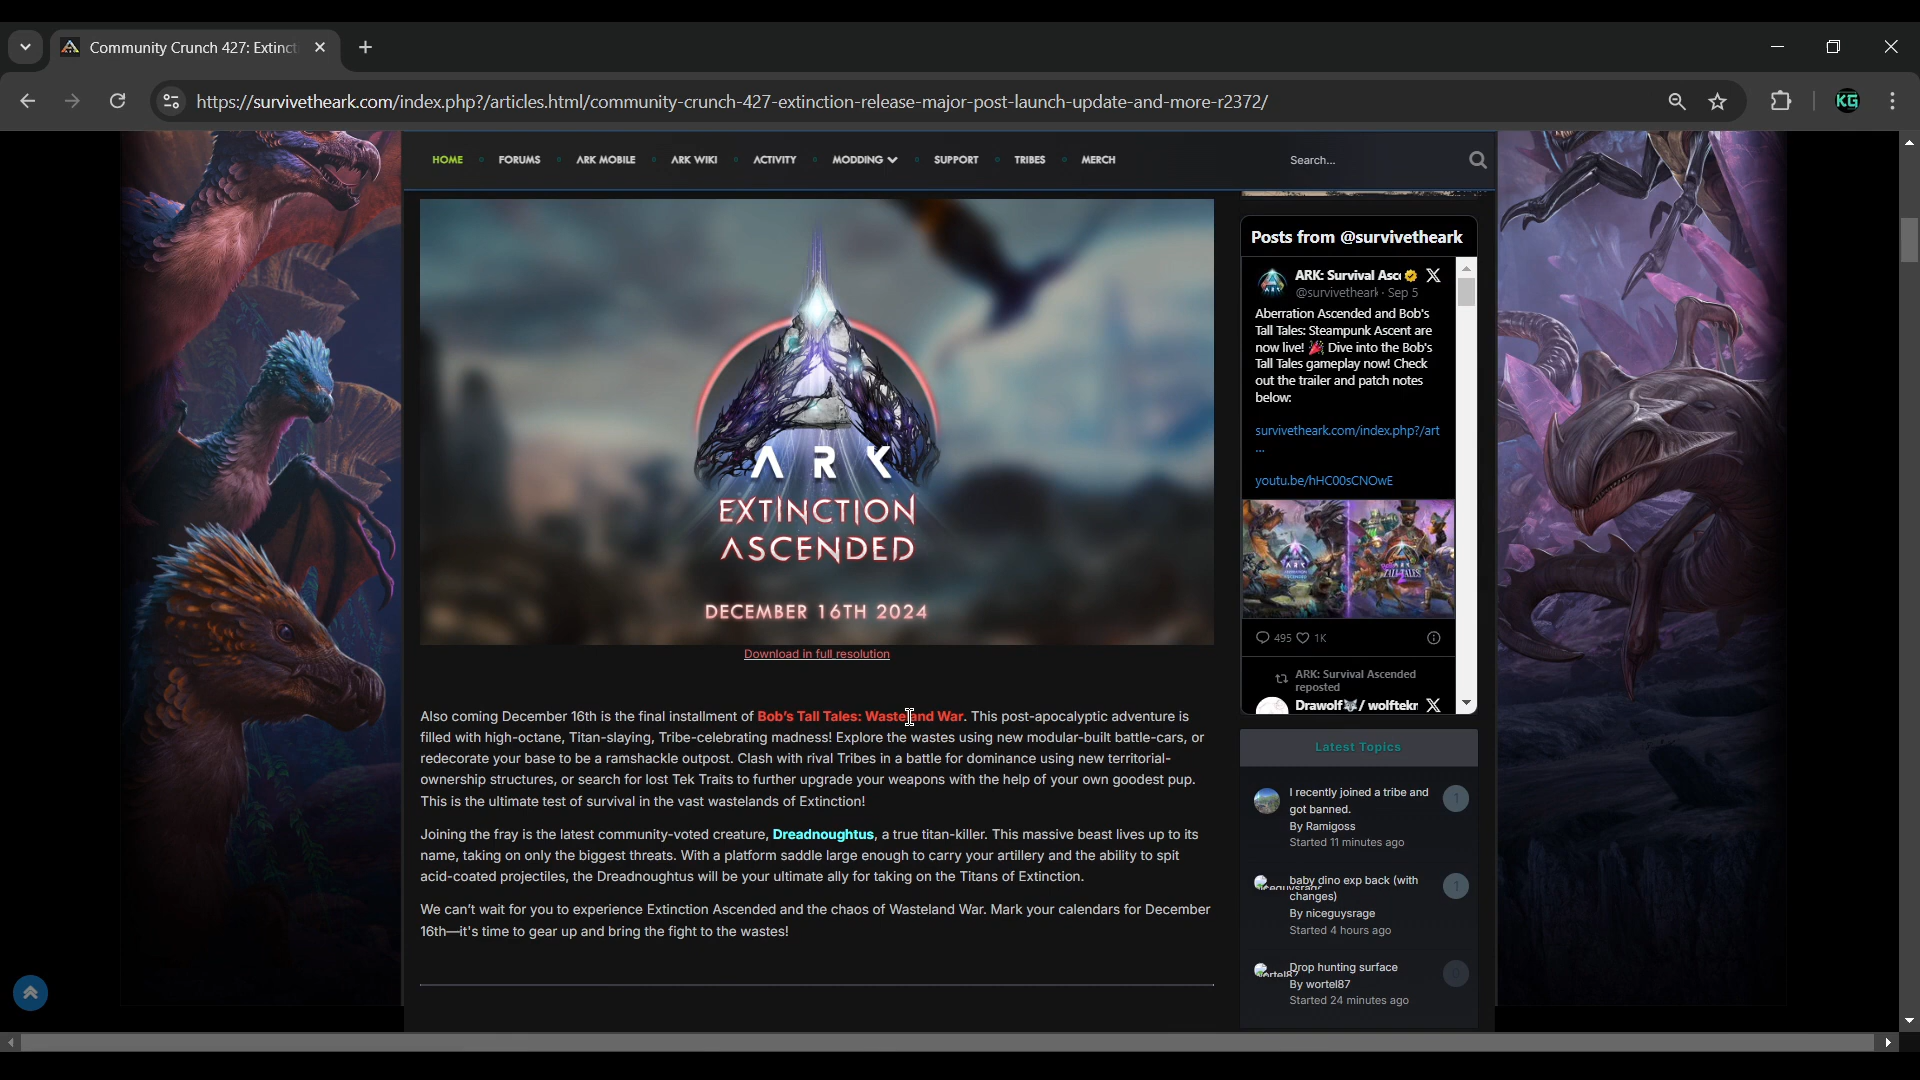 Community Crunch 427: Extinct
https://survivetheark.com/index.php?/articles.html/community-crunch-427-extinction-release-major-post-launch-update-and-more-r2372/
KG
HOME
FORUMS
ARK MOBILE
ARK WIKI
ACTIVITY
MODDING
SUPPORT
TRIBES
MERCH
Search...
ARK
EXTINCTION
ASCENDED
DECEMBER 16TH 2024
Download in full resolution
Also coming December 16th is the final installment of Bob's Tall Tales: Wasteland War. This post-apocalyptic adventure is
filled with high-octane, Titan-slaying, Tribe-celebrating madness! Explore the wastes using new modular-built battle-cars, or
redecorate your base to be a ramshackle outpost. Clash with rival Tribes in a battle for dominance using new territorial-
ownership structures, or search for lost Tek Traits to further upgrade your weapons with the help of your own goodest pup.
This is the ultimate test of survival in the vast wastelands of Extinction!
Joining the fray is the latest community-voted creature, Dreadnoughtus, a true titan-killer. This massive beast lives up to its
name, taking on only the biggest threats. With a platform saddle large enough to carry your artillery and the ability to spit
acid-coated projectiles, the Dreadnoughtus will be your ultimate ally for taking on the Titans of Extinction.
We can't wait for you to experience Extinction Ascended and the chaos of Wasteland War. Mark your calendars for December
16th—it's time to gear up and bring the fight to the wastes!
Posts from @survivetheark
ARK: Survival Asce
@survivetheark · Sep 5
Aberration Ascended and Bob's
Tall Tales: Steampunk Ascent are
now live! 🎉 Dive into the Bob's
Tall Tales gameplay now! Check
out the trailer and patch notes
below:
survivetheark.com/index.php?/art
...
youtu.be/hHC00sCNOwE
ARK
TALL TALES
495
1K
ARK: Survival Ascended
reposted
Drawolf🐺/ wolftekr
Latest Topics
I recently joined a tribe and
got banned.
By Ramigoss
Started 11 minutes ago
1
niceguysrage
baby dino exp back (with
changes)
By niceguysrage
Started 4 hours ago
1
wortel87
Drop hunting surface
By wortel87
Started 24 minutes ago
0